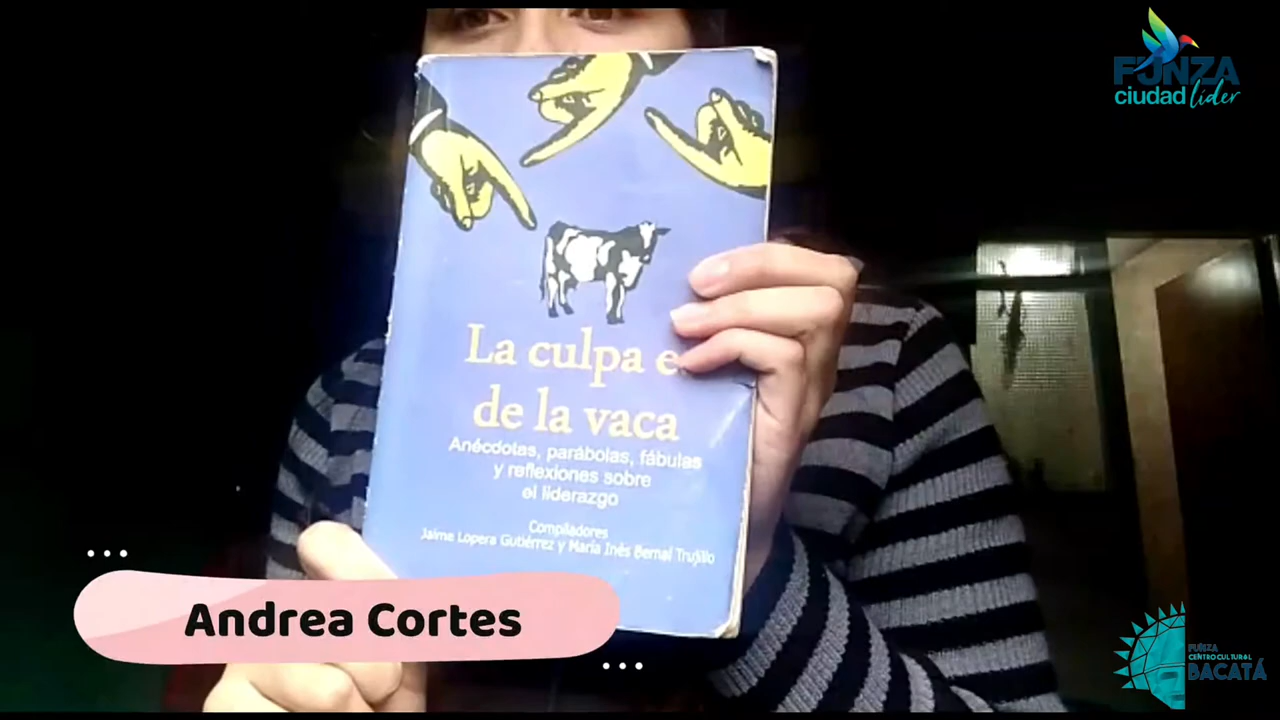 FUNZA
ciudad líder
La culpa e
de la vaca
Anécdotas, parábolas, fábulas
y reflexiones sobre
el liderazgo
Compiladores
Jaime Lopera Gutiérrez y María Inés Bernal Trujillo
Andrea Cortes
FUNZA
CENTRO CULTURAL
BACATÁ